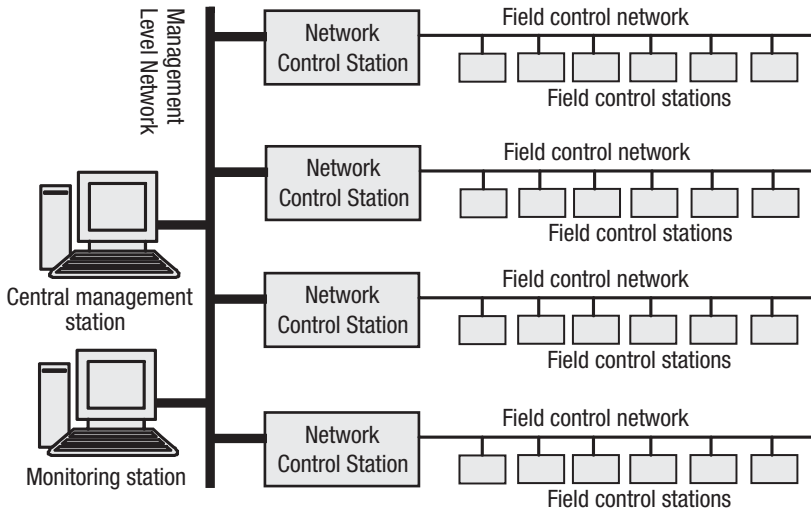 Management
Level Network
Central management
station
Monitoring station
Network
Control Station
Field control network
Field control stations
Network
Control Station
Field control network
Field control stations
Network
Control Station
Field control network
Field control stations
Network
Control Station
Field control network
Field control stations